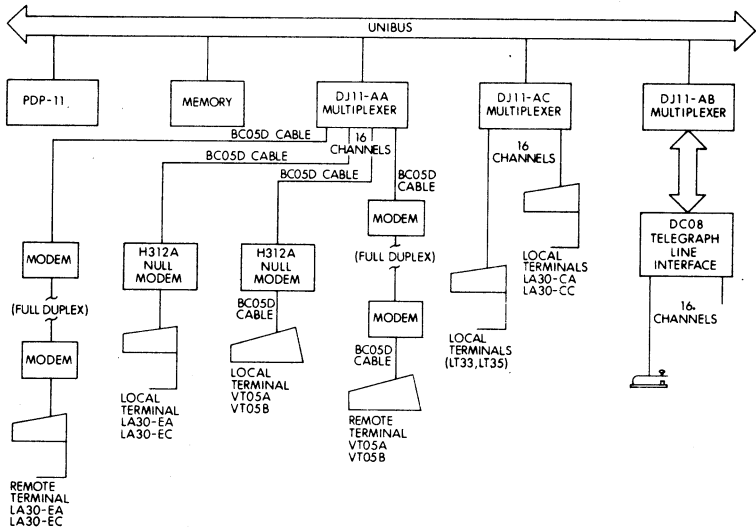 UNIBUS
PDP-11
MEMORY
DJ11-AA
MULTIPLEXER
DJ11-AC
MULTIPLEXER
DJ11-AB
MULTIPLEXER
BC05D CABLE
BC05D CABLE
BC05D CABLE
16
CHANNELS
BC05D
CABLE
16
CHANNELS
MODEM
(FULL DUPLEX)
MODEM
REMOTE
TERMINAL
LA30-EA
LA30-EC
H312A
NULL
MODEM
LOCAL
TERMINAL
LA30-EA
LA30-EC
H312A
NULL
MODEM
BC05D
CABLE
LOCAL
TERMINAL
VT05A
VT05B
MODEM
(FULL DUPLEX)
MODEM
BC05D
CABLE
REMOTE
TERMINAL
VT05A
VT05B
LOCAL
TERMINALS
(LT33,LT35)
LOCAL
TERMINALS
LA30-CA
LA30-CC
DC08
TELEGRAPH
LINE
INTERFACE
16.
CHANNELS